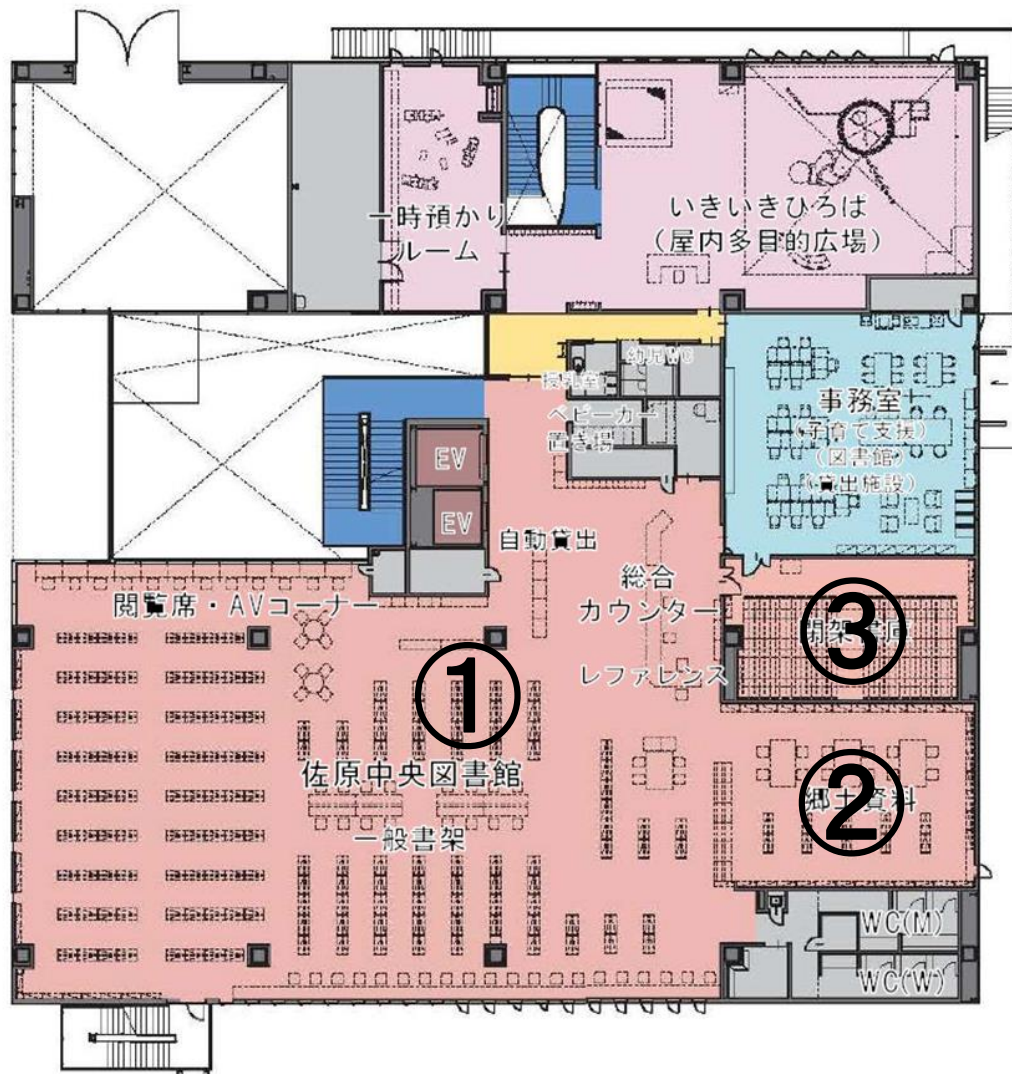 一時預かり
ルーム
いきいきひろば
(屋内多目的広場)
幼児WC
授乳室
ベビーカー
置き場
事務室
(子育て支援)
(図書館)
(貸出施設)
EV
EV
自動貸出
総合
カウンター
レファレンス
閲覧席・AVコーナー
③
①
佐原中央図書館
一般書架
②
郷土資料
WC(M)
WC(W)